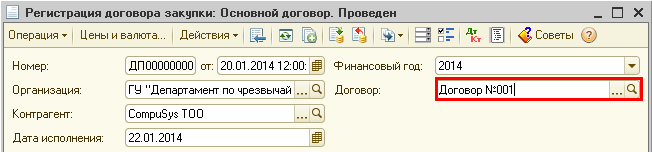 Регистрация договора закупки: Основной договор. Проведен
Операция Цены и валюта... Действия Дт Кт Советы ?
Номер: ДП00000000 от: 20.01.2014 12:00: Финансовый год: 2014
Организация: ГУ "Департамент по чрезвычай ... Договор: Договор №001 ...
Контрагент: CompuSys ТОО ...
Дата исполнения: 22.01.2014